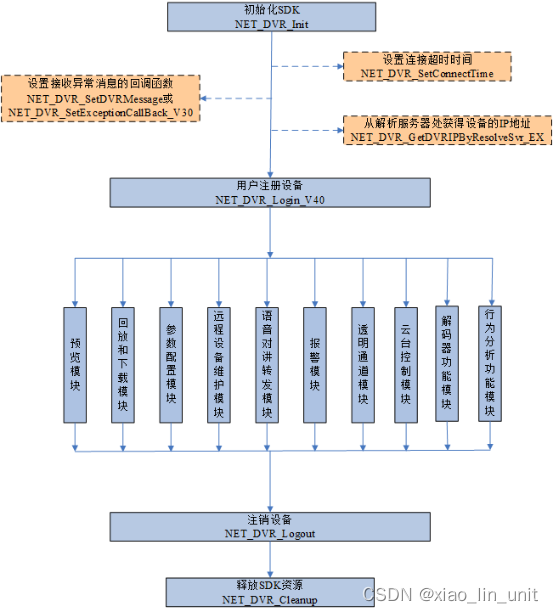 初始化SDK
NET_DVR_Init
设置连接超时时间
NET_DVR_SetConnectTime
设置接收异常消息的回调函数
NET_DVR_SetDVRMessage或
NET_DVR_SetExceptionCallBack_V30
从解析服务器处获得设备的IP地址
NET_DVR_GetDVRIPByResolveSvr_EX
用户注册设备
NET_DVR_Login_V40
预览模块
回放和下载模块
参数配置模块
远程设备维护模块
语音对讲转发模块
报警模块
透明通道模块
云台控制模块
解码器功能模块
行为分析功能模块
注销设备
NET_DVR_Logout
释放SDK资源
NET_DVR_Cleanup
CSDN @xiao_lin_unit